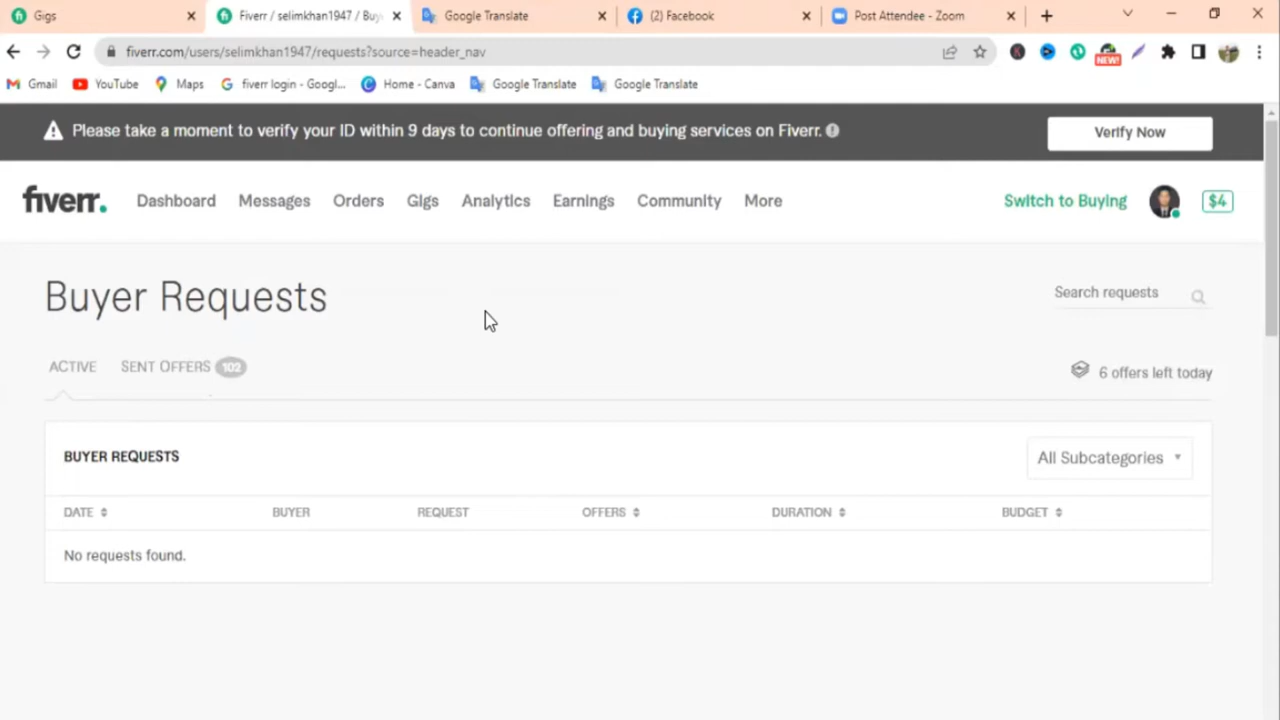 Gigs
Fiverr / selimkhan1947 / Buy
Google Translate
(2) Facebook
Post Attendee - Zoom
fiverr.com/users/selimkhan1947/requests?source=header_nav
NEW!
Gmail
YouTube
Maps
fiverr login - Googl...
Home - Canva
Google Translate
Google Translate
Please take a moment to verify your ID within 9 days to continue offering and buying services on Fiverr.
Verify Now
fiverr.
Dashboard
Messages
Orders
Gigs
Analytics
Earnings
Community
More
Switch to Buying
$4
Buyer Requests
Search requests
ACTIVE
SENT OFFERS 102
6 offers left today
BUYER REQUESTS
All Subcategories
DATE
BUYER
REQUEST
OFFERS
DURATION
BUDGET
No requests found.